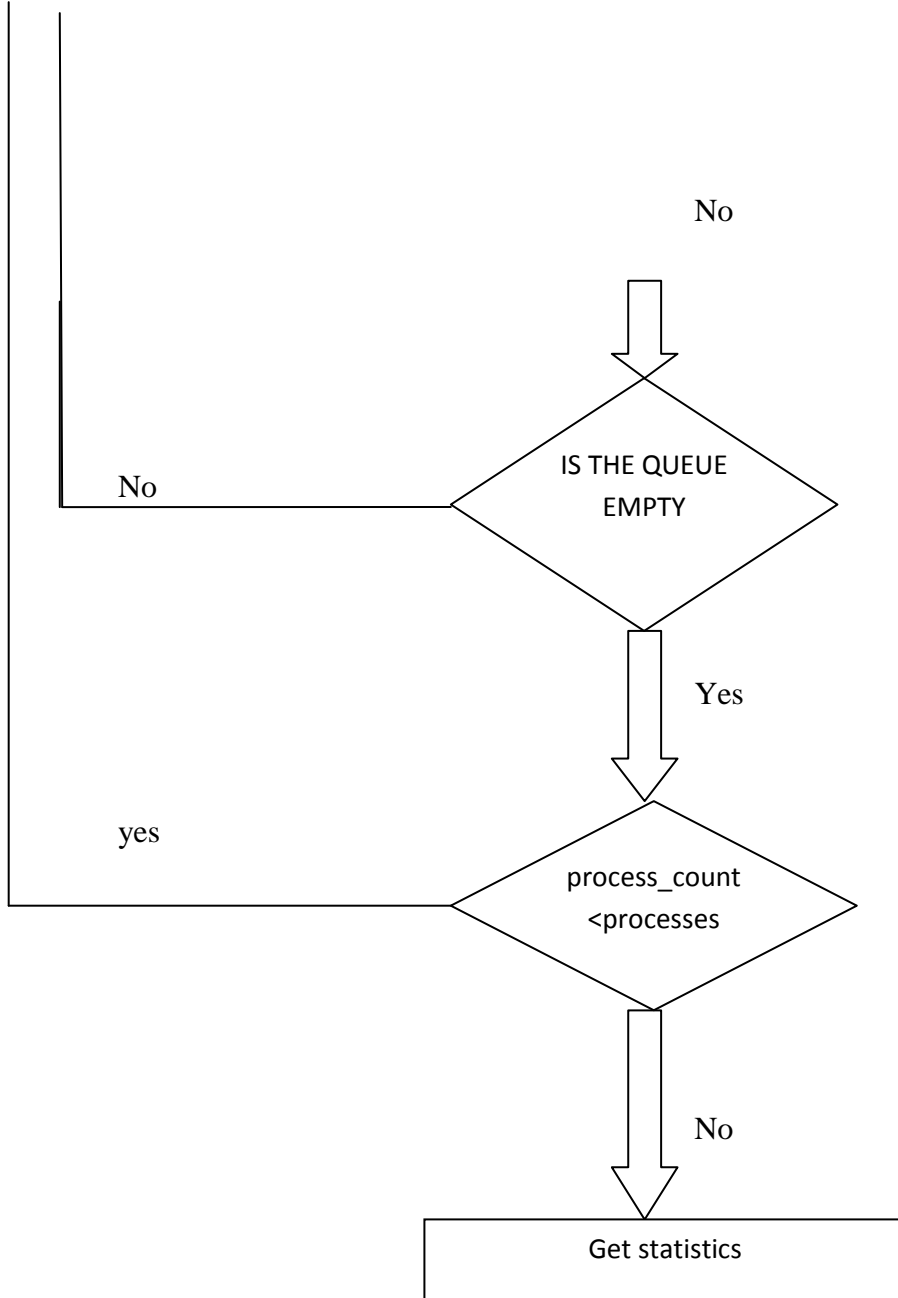 No
IS THE QUEUE
EMPTY
No
Yes
yes
process_count
<processes
No
Get statistics